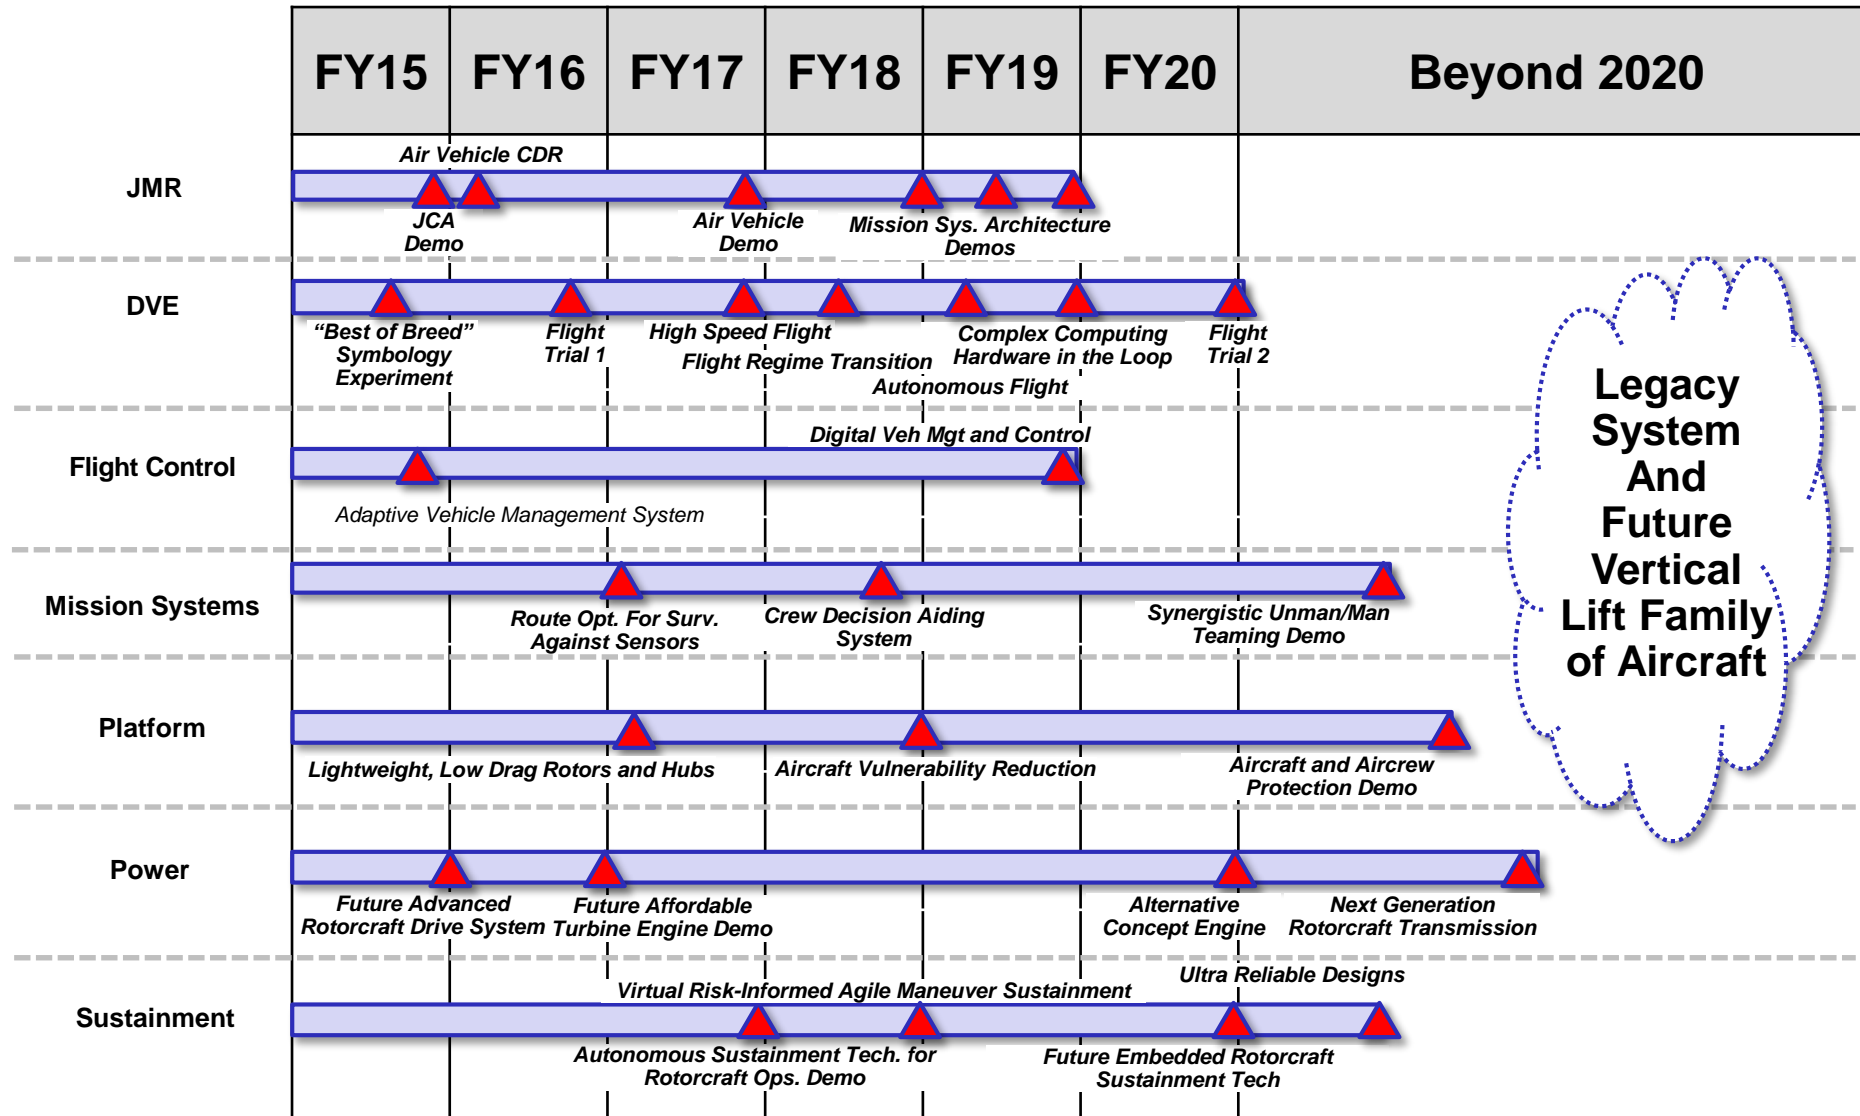 FY15 FY16 FY17 FY18 FY19 FY20 Beyond 2020
JMR
Air Vehicle CDR
JCA
Demo
Air Vehicle
Demo
Mission Sys. Architecture
Demos
DVE
“Best of Breed”
Symbology
Experiment
Flight
Trial 1
High Speed Flight
Flight Regime Transition
Autonomous Flight
Complex Computing
Hardware in the Loop
Flight
Trial 2
Flight Control
Digital Veh Mgt and Control
Adaptive Vehicle Management System
Mission Systems
Route Opt. For Surv.
Against Sensors
Crew Decision Aiding
System
Synergistic Unman/Man
Teaming Demo
Platform
Lightweight, Low Drag Rotors and Hubs
Aircraft Vulnerability Reduction
Aircraft and Aircrew
Protection Demo
Power
Future Advanced
Rotorcraft Drive System
Future Affordable
Turbine Engine Demo
Alternative
Concept Engine
Next Generation
Rotorcraft Transmission
Sustainment
Virtual Risk-Informed Agile Maneuver Sustainment
Ultra Reliable Designs
Autonomous Sustainment Tech. for
Rotorcraft Ops. Demo
Future Embedded Rotorcraft
Sustainment Tech
Legacy
System
And
Future
Vertical
Lift Family
of Aircraft